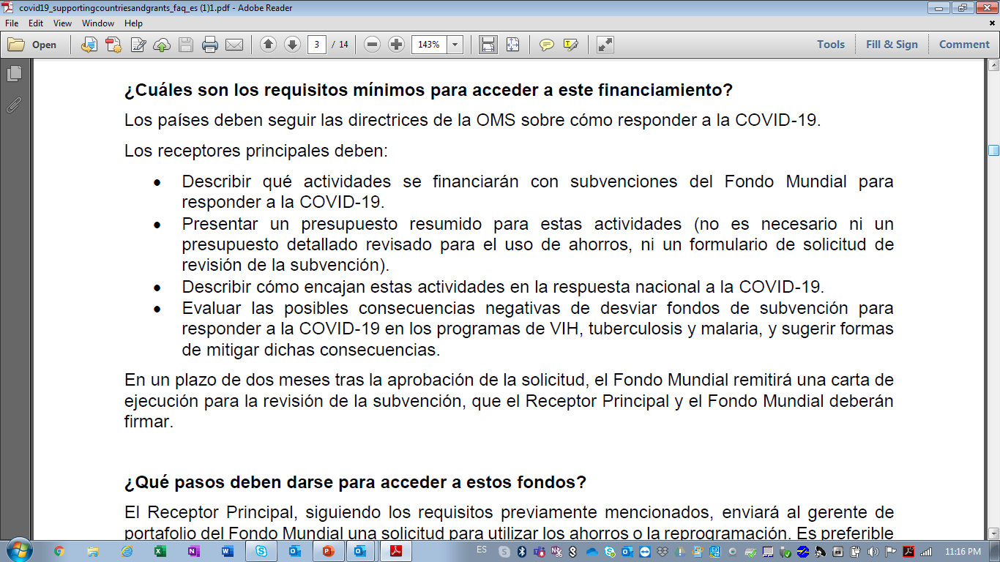 covid19_supportingcountriesandgrants_faq_es (1)1.pdf - Adobe Reader
File Edit View Window Help
Open 3 / 14 143% Tools Fill & Sign Comment
¿Cuáles son los requisitos mínimos para acceder a este financiamiento?
Los países deben seguir las directrices de la OMS sobre cómo responder a la COVID-19.
Los receptores principales deben:
• Describir qué actividades se financiarán con subvenciones del Fondo Mundial para
responder a la COVID-19.
• Presentar un presupuesto resumido para estas actividades (no es necesario ni un
presupuesto detallado revisado para el uso de ahorros, ni un formulario de solicitud de
revisión de la subvención).
• Describir cómo encajan estas actividades en la respuesta nacional a la COVID-19.
• Evaluar las posibles consecuencias negativas de desviar fondos de subvención para
responder a la COVID-19 en los programas de VIH, tuberculosis y malaria, y sugerir formas
de mitigar dichas consecuencias.
En un plazo de dos meses tras la aprobación de la solicitud, el Fondo Mundial remitirá una carta de
ejecución para la revisión de la subvención, que el Receptor Principal y el Fondo Mundial deberán
firmar.
¿Qué pasos deben darse para acceder a estos fondos?
El Receptor Principal, siguiendo los requisitos previamente mencionados, enviará al gerente de
portafolio del Fondo Mundial una solicitud para utilizar los ahorros o la reprogramación. Es preferible
ES 11:16 PM